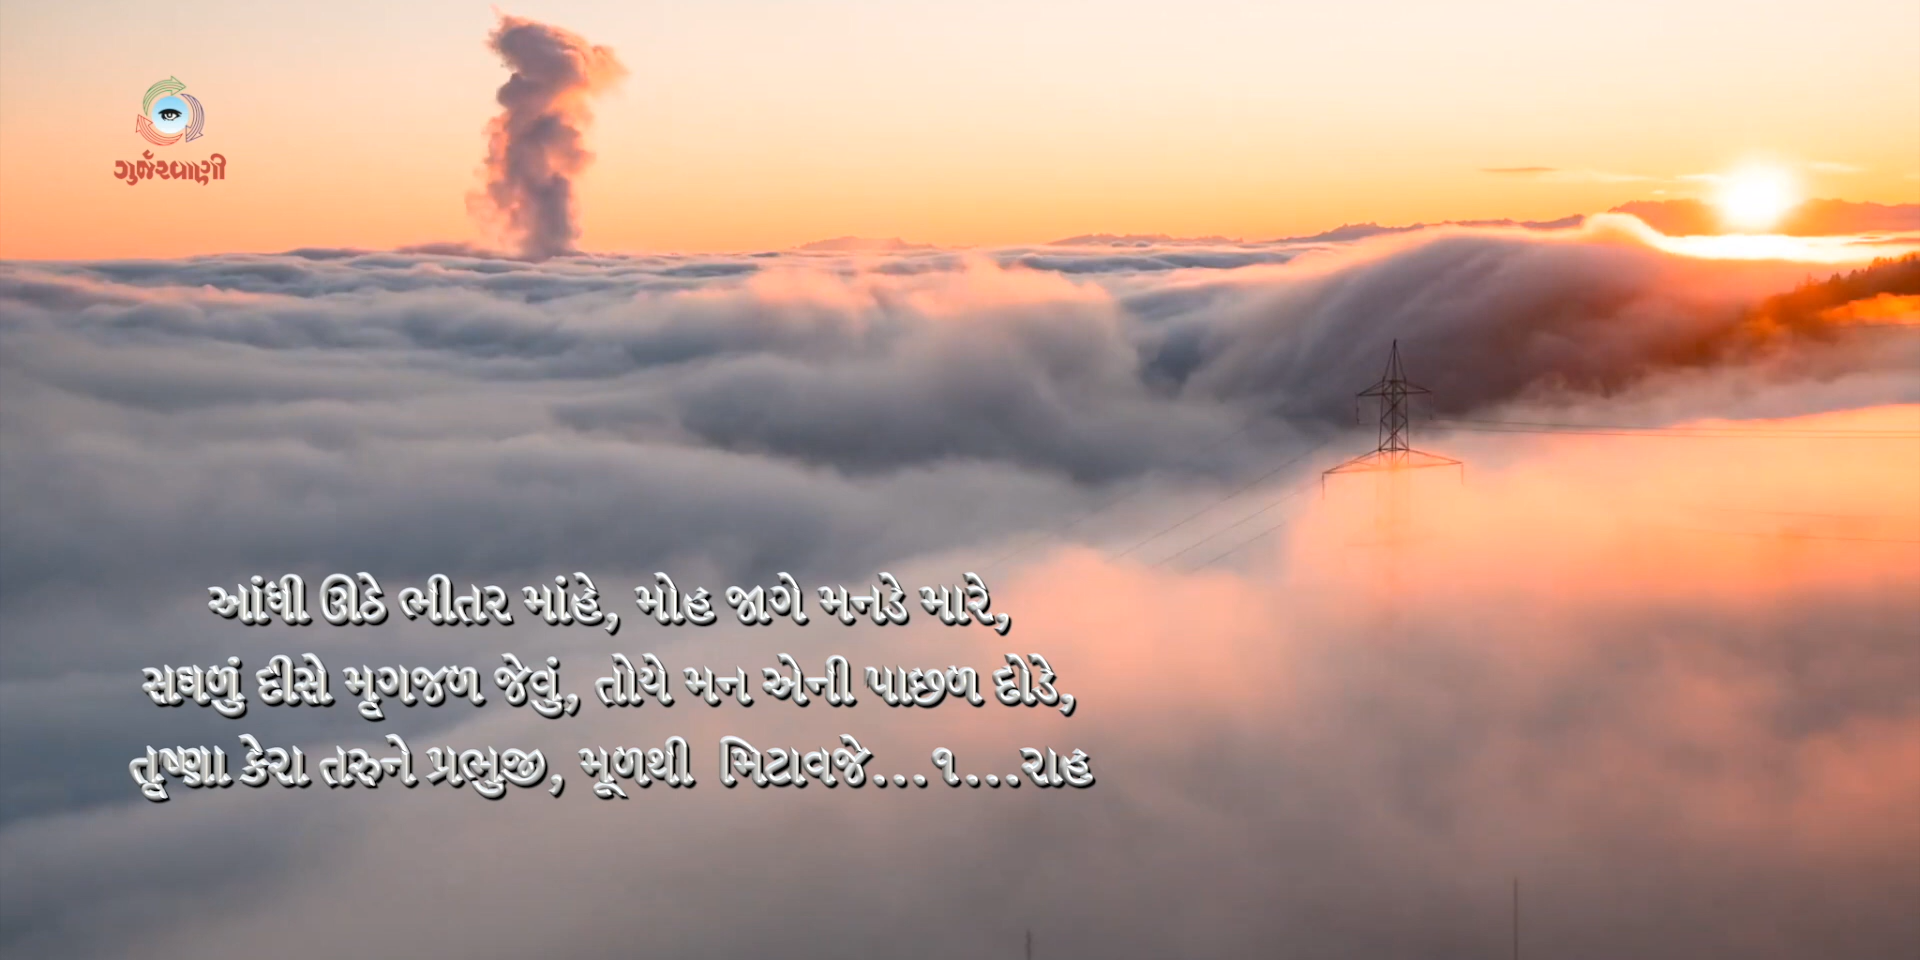 ગુર્જરવાણી
આંધી ઊઠે ભીતર માંહે, મોહ જાગે મનડે મારે,
સઘળું દીસે મૃગજળ જેવું, તોયે મન એની પાછળ દોડે,
તૃષ્ણા કેરા તરુને પ્રભુજી, મૂળથી મિટાવજે...૧...રાહ